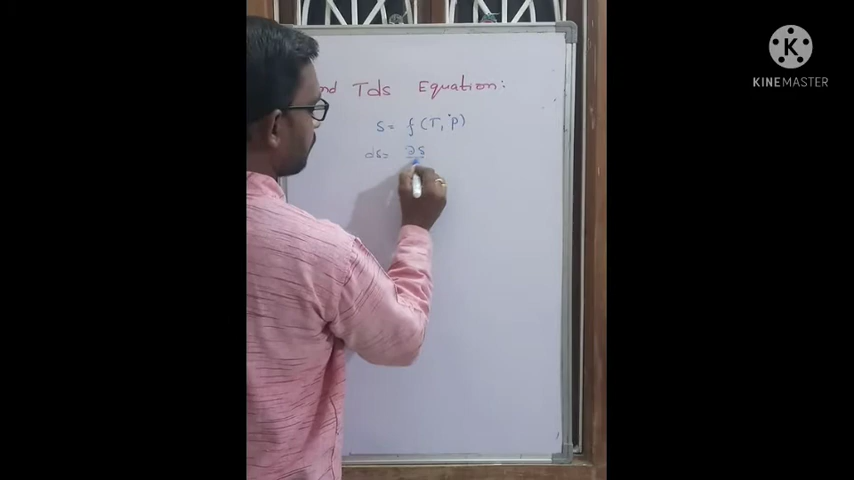 nd Tds Equation:
S = f (T, P)
ds = ∂s
K
KINEMASTER